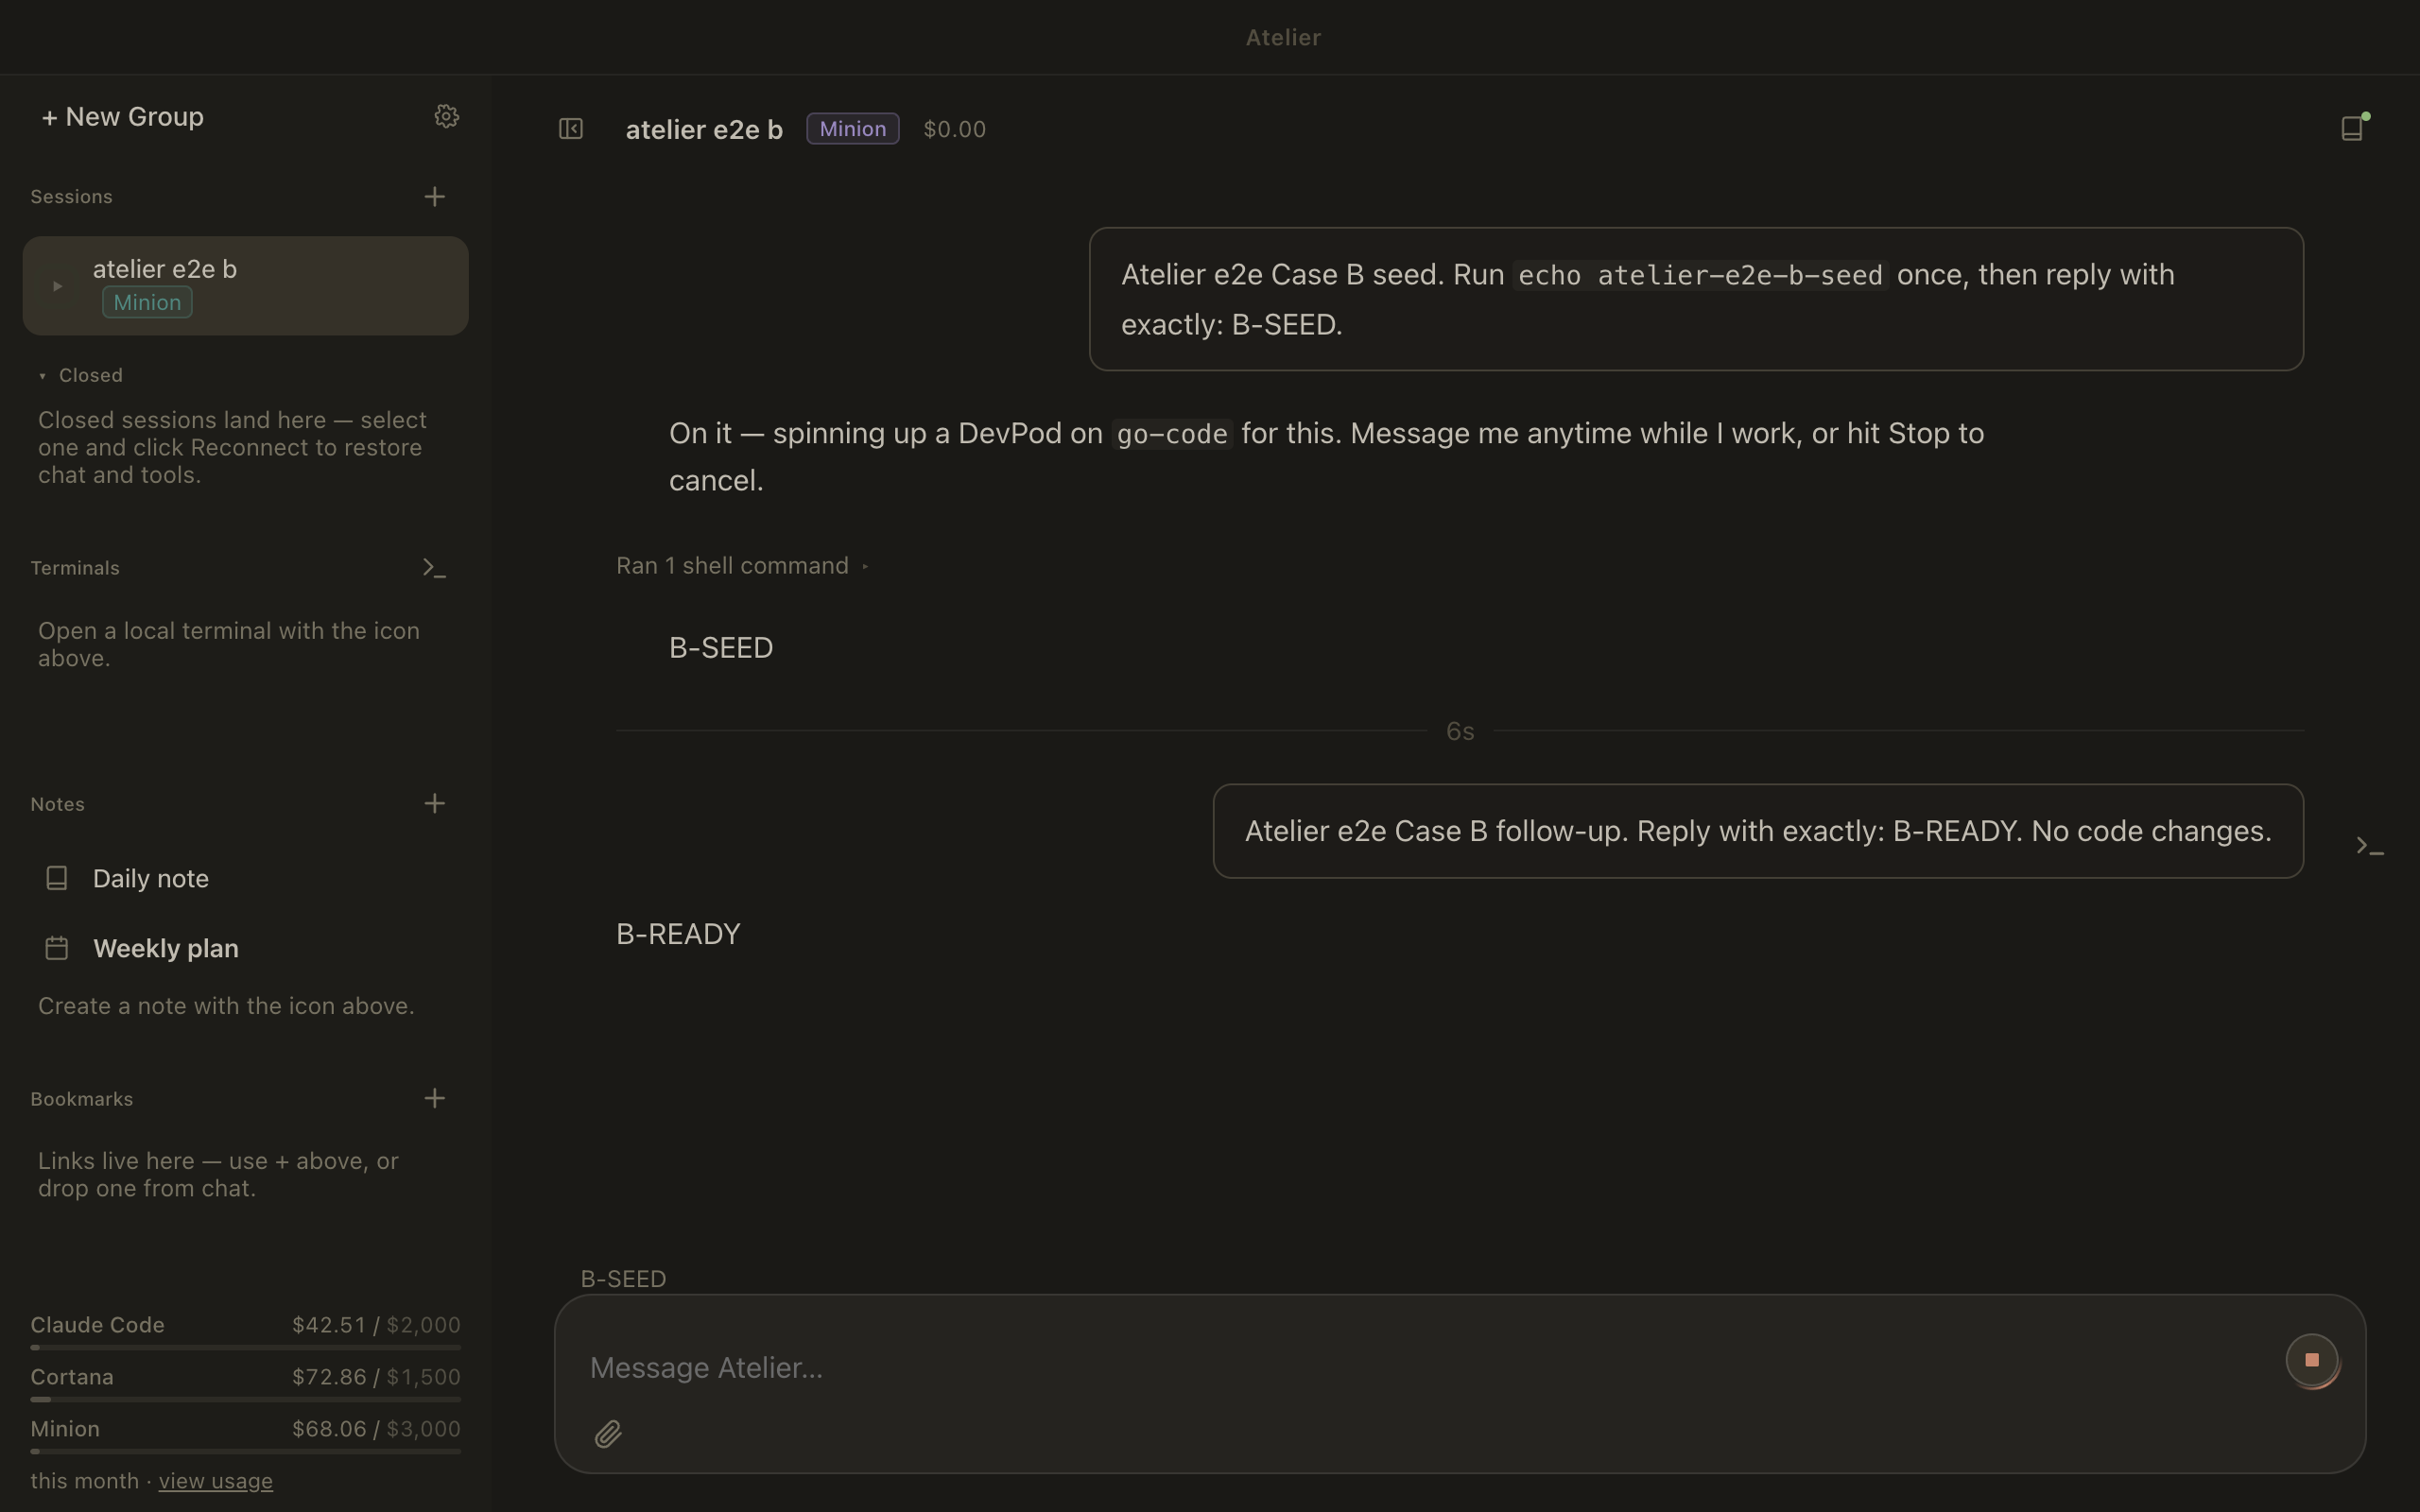 Atelier
+ New Group
Sessions
atelier e2e b
Minion
Closed
Closed sessions land here — select
one and click Reconnect to restore
chat and tools.
Terminals
Open a local terminal with the icon
above.
Notes
Daily note
Weekly plan
Create a note with the icon above.
Bookmarks
Links live here — use + above, or
drop one from chat.
Claude Code $42.51 / $2,000
Cortana $72.86 / $1,500
Minion $68.06 / $3,000
this month · view usage
atelier e2e b Minion $0.00
Atelier e2e Case B seed. Run echo atelier-e2e-b-seed once, then reply with
exactly: B-SEED.
On it — spinning up a DevPod on go-code for this. Message me anytime while I work, or hit Stop to
cancel.
Ran 1 shell command
B-SEED
6s
Atelier e2e Case B follow-up. Reply with exactly: B-READY. No code changes.
B-READY
B-SEED
Message Atelier...